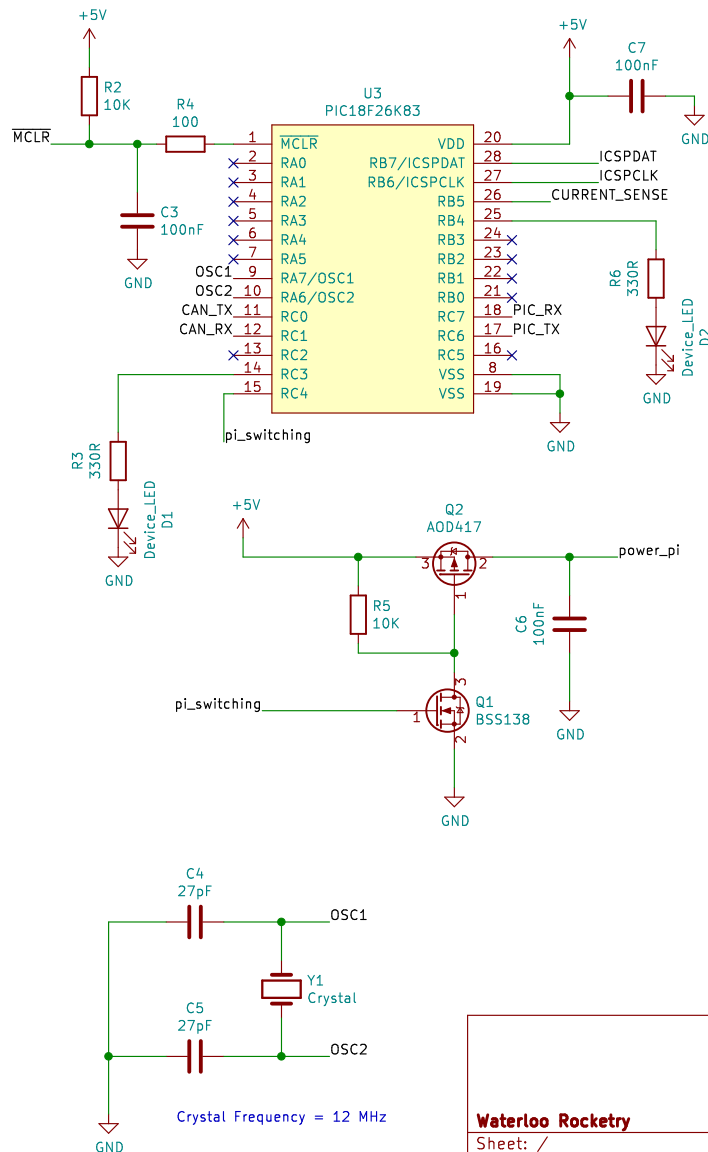 +5V
R2
10K
R4
100
MCLR
C3
100nF
GND
U3
PIC18F26K83
1 MCLR
2 RA0
3 RA1
4 RA2
5 RA3
6 RA4
7 RA5
OSC1 9 RA7/OSC1
OSC2 10 RA6/OSC2
CAN_TX 11 RC0
CAN_RX 12 RC1
13 RC2
14 RC3
15 RC4
VDD 20
RB7/ICSPDAT 28 ICSPDAT
RB6/ICSPCLK 27 ICSPCLK
RB5 26 CURRENT_SENSE
RB4 25
RB3 24
RB2 23
RB1 22
RB0 21
RC7 18 PIC_RX
RC6 17 PIC_TX
RC5 16
VSS 8
VSS 19
GND
+5V
C7
100nF
GND
R6
330R
Device_LED
D2
GND
pi_switching
R3
330R
Device_LED
D1
GND
+5V
Q2
AOD417
3
2
1
power_pi
R5
10K
C6
100nF
GND
pi_switching
1
3
2
Q1
BSS138
GND
C4
27pF
OSC1
Y1
Crystal
C5
27pF
OSC2
GND
Crystal Frequency = 12 MHz
Waterloo Rocketry
Sheet: /